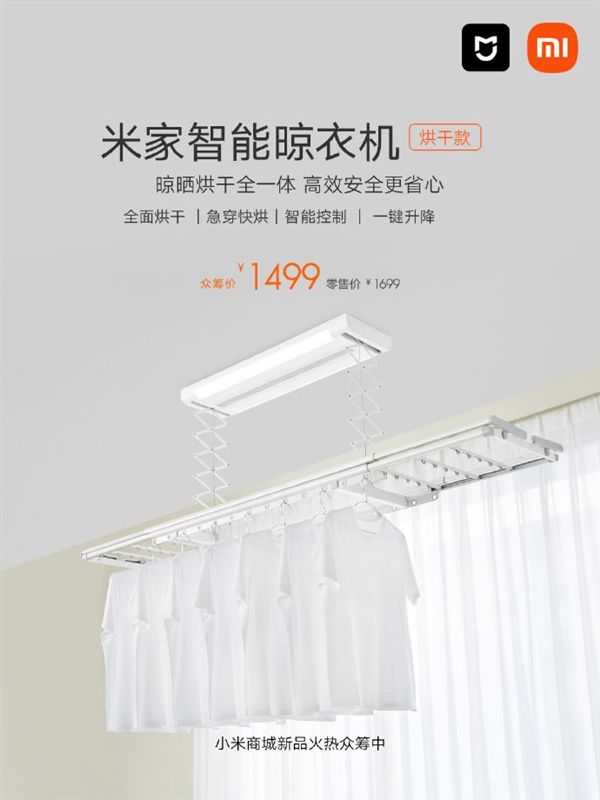 mi
米家智能晾衣机 烘干款
晾晒烘干全一体 高效安全更省心
全面烘干 | 急穿快烘 | 智能控制 | 一键升降
众筹价 ¥1499 零售价 ¥1699
小米商城新品火热众筹中